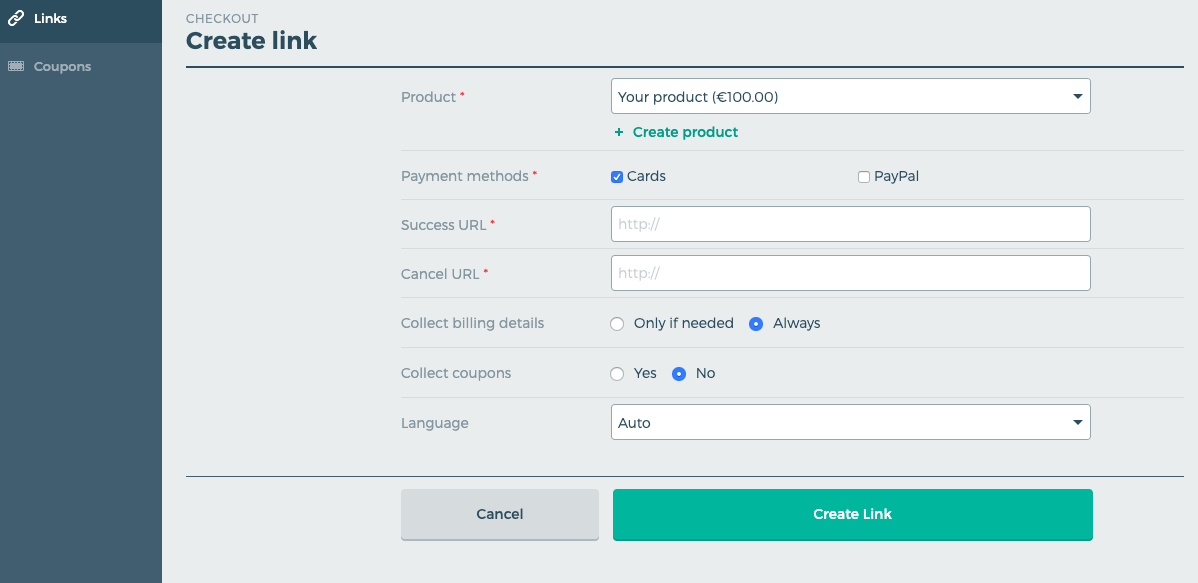 Links
Coupons
CHECKOUT
Create link
Product *
Your product (€100.00)
+ Create product
Payment methods *
Cards
PayPal
Success URL *
http://
Cancel URL *
http://
Collect billing details
Only if needed
Always
Collect coupons
Yes
No
Language
Auto
Cancel
Create Link